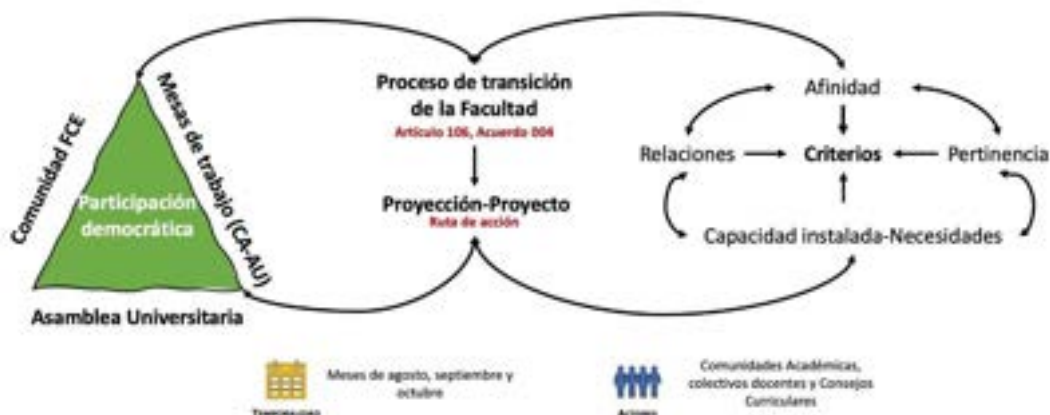 Comunidad FCE
Mesas de trabajo (CA-AU)
Participación
democrática
Asamblea Universitaria
Proceso de transición
de la Facultad
Artículo 106, Acuerdo 004
Proyección-Proyecto
Ruta de acción
Afinidad
Relaciones
Criterios
Pertinencia
Capacidad instalada-Necesidades
Meses de agosto, septiembre y
octubre
Comunidades Académicas,
colectivos docentes y Consejos
Curriculares